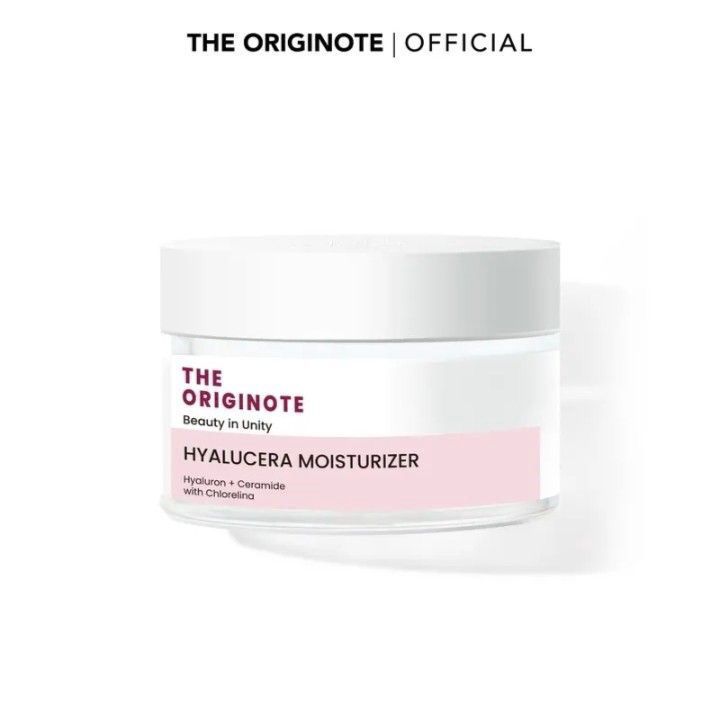 THE ORIGINOTE | OFFICIAL
THE
ORIGINOTE
Beauty in Unity
HYALUCERA MOISTURIZER
Hyaluron + Ceramide
with Chlorelina